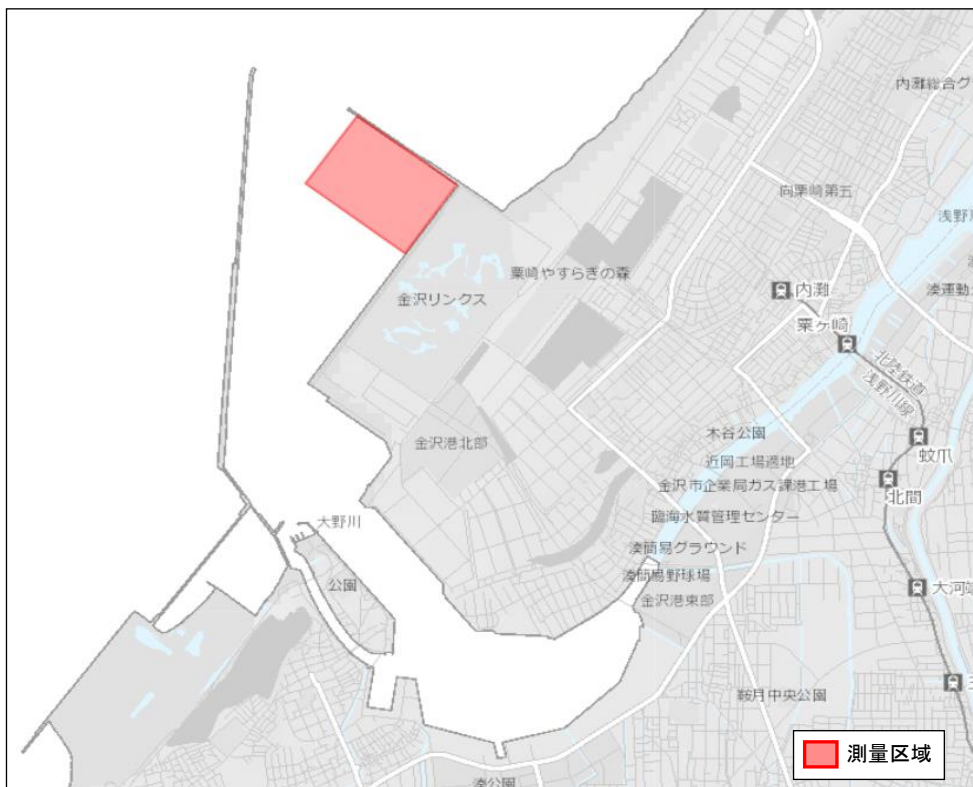 内灘総合グ
向粟崎第五
浅野川
粟崎やすらぎの森
内灘
湊運動
金沢リンクス
粟ヶ崎
北陸鉄道
浅野川線
木谷公園
金沢港北部
蚊爪
近岡工場適地
金沢市企業局ガス課港工場
北間
臨海水質管理センター
大野川
湊簡易グラウンド
湊簡易野球場
公園
大河端
金沢港東部
鞍月中央公園
測量区域
湊公園